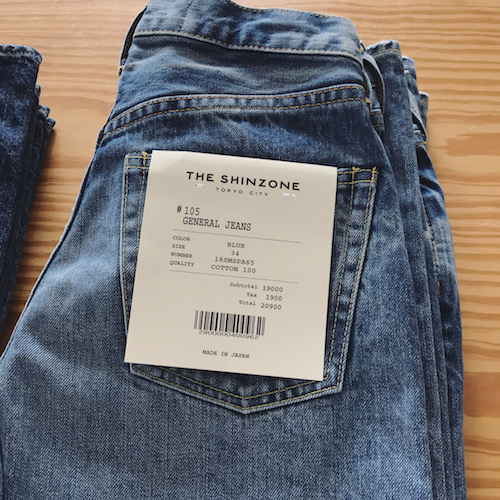 THE SHINZONE
TOKYO CITY
#105
GENERAL JEANS
COLOR BLUE
SIZE 34
NUMBER 18SMSPA65
QUALITY COTTON 100
Subtotal 19000
Tax 1900
Total 20900
2900000400962
MADE IN JAPAN